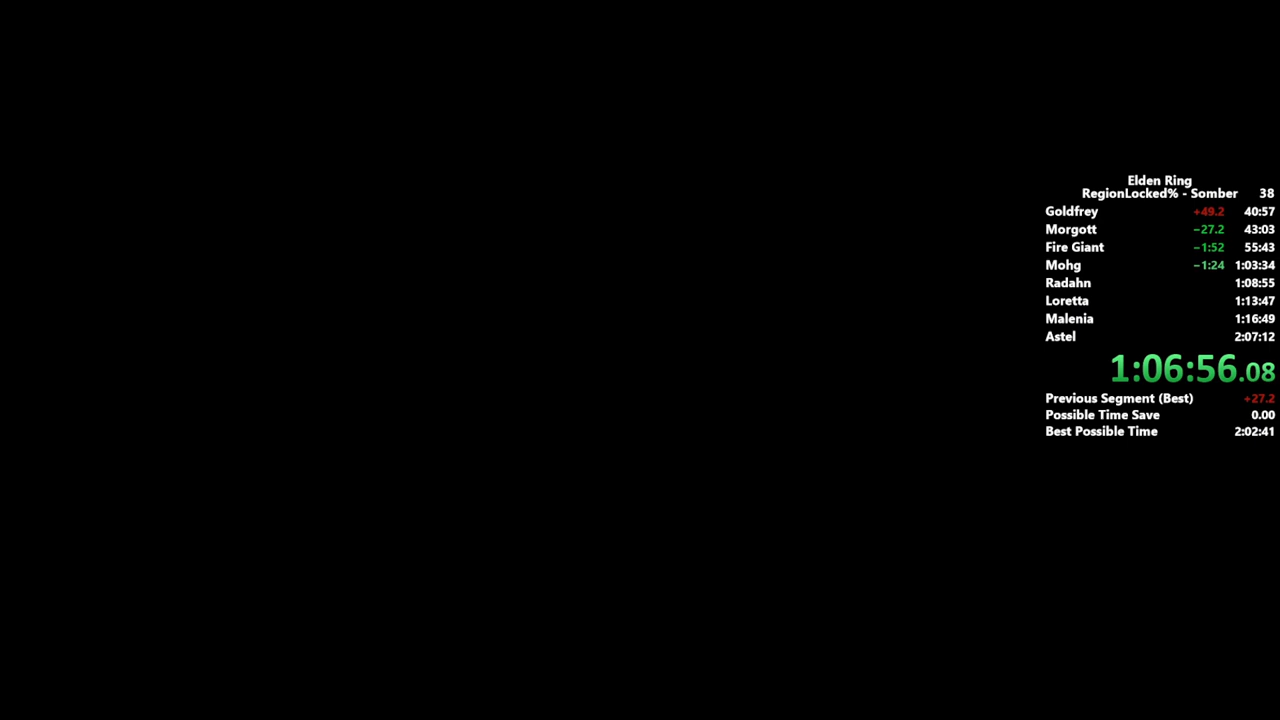 Elden Ring
RegionLocked% - Somber 38
Goldfrey +49.2 40:57
Morgott −27.2 43:03
Fire Giant −1:52 55:43
Mohg −1:24 1:03:34
Radahn 1:08:55
Loretta 1:13:47
Malenia 1:16:49
Astel 2:07:12
1:06:56.08
Previous Segment (Best) +27.2
Possible Time Save 0.00
Best Possible Time 2:02:41